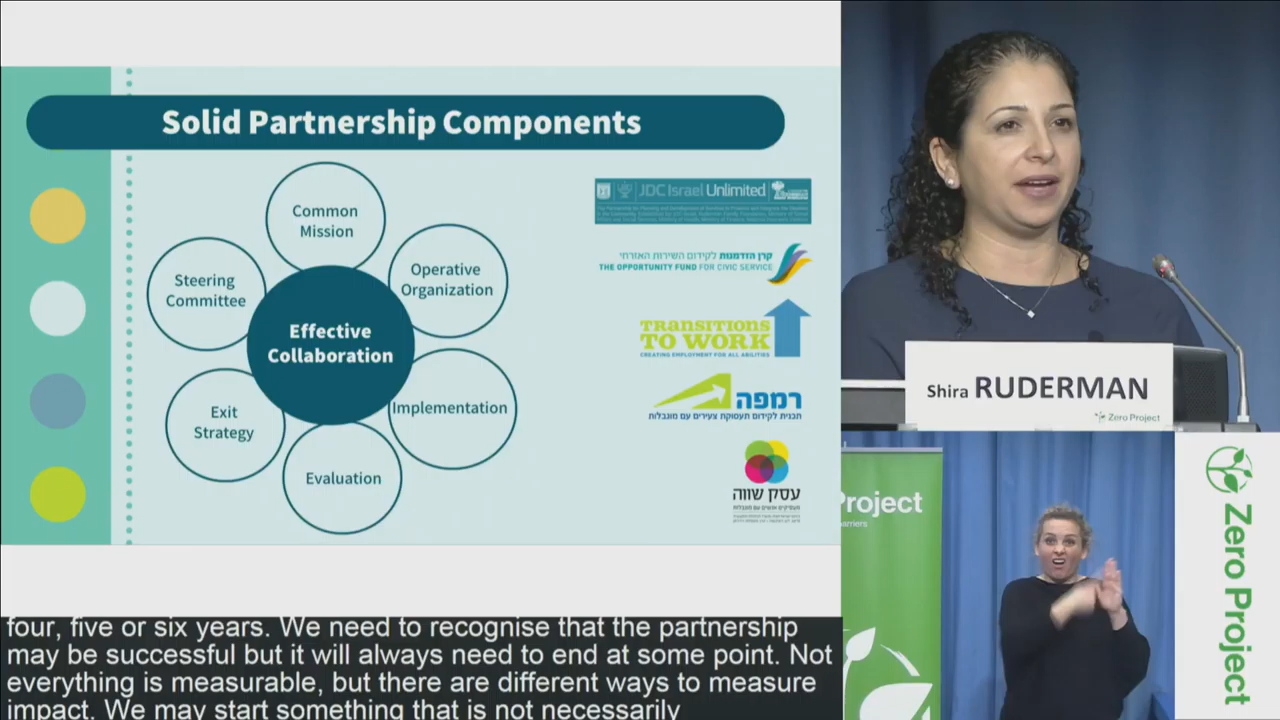 Solid Partnership Components
Common
Mission
Operative
Organization
Steering
Committee
Effective
Collaboration
Implementation
Exit
Strategy
Evaluation
JDC Israel Unlimited
קרן הזדמנות לקידום השירות האזרחי
THE OPPORTUNITY FUND FOR CIVIC SERVICE
TRANSITIONS
TO WORK
CREATING EMPLOYMENT FOR ALL ABILITIES
רמפה
תכנית לקידום תעסוקת צעירים עם מוגבלות
עסק שווה
מעסיקים אנשים עם מוגבלות
Shira RUDERMAN
Zero Project
Project
arriers
Zero Project
four, five or six years. We need to recognise that the partnership
may be successful but it will always need to end at some point. Not
everything is measurable, but there are different ways to measure
impact. We may start something that is not necessarily